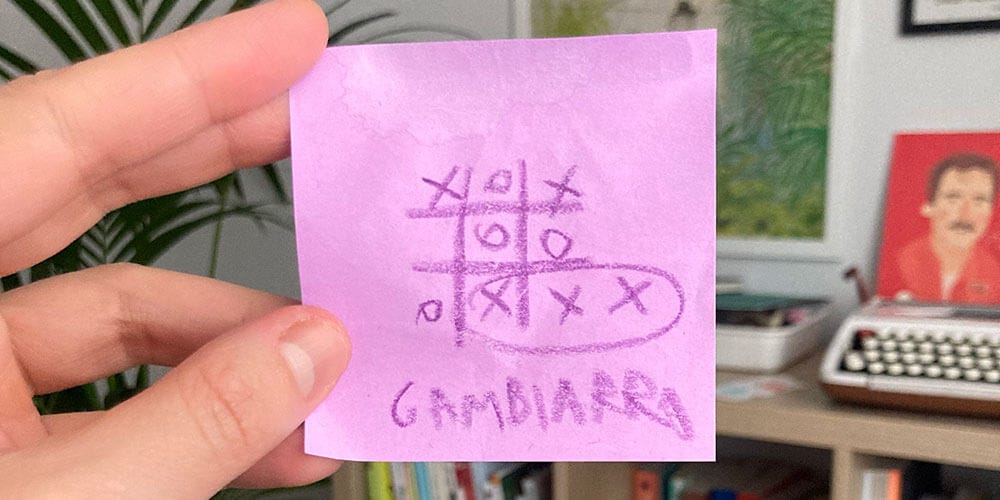 X O X
O O
O X X X
GAMBIARRA